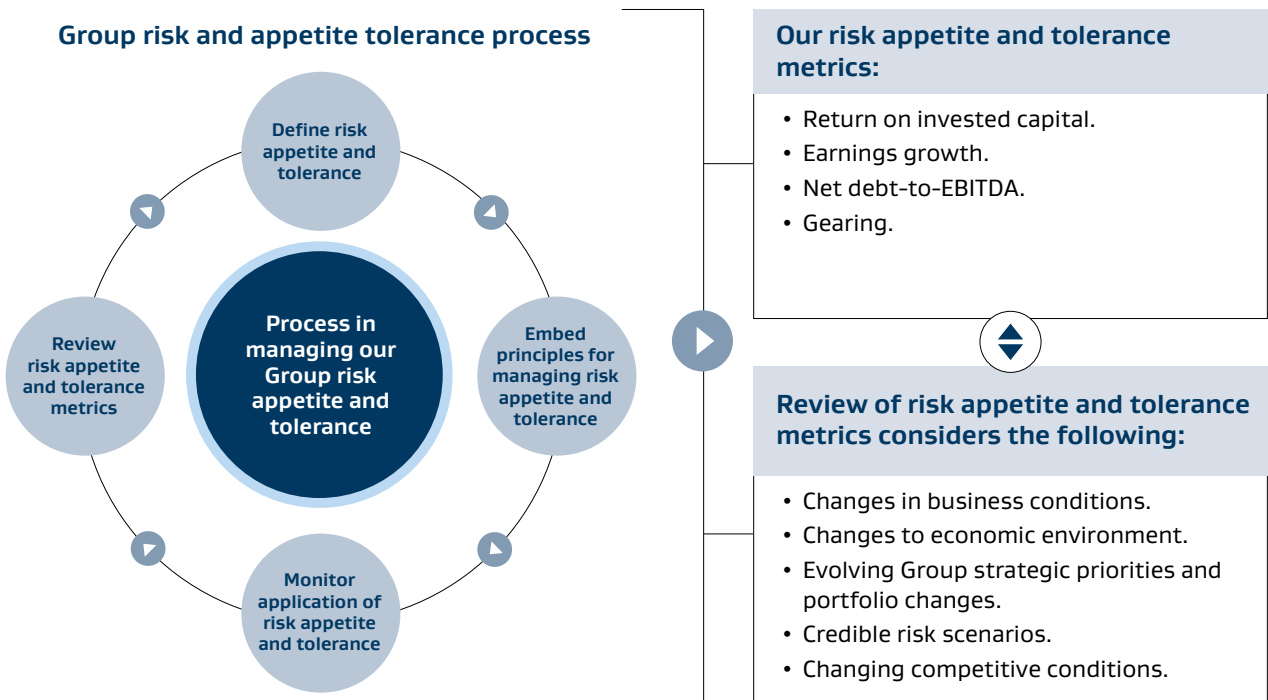 Group risk and appetite tolerance process
Define risk
appetite and
tolerance
Embed
principles for
managing risk
appetite and
tolerance
Monitor
application of
risk appetite
and tolerance
Review
risk appetite
and tolerance
metrics
Process in
managing our
Group risk
appetite and
tolerance
Our risk appetite and tolerance
metrics:
• Return on invested capital.
• Earnings growth.
• Net debt-to-EBITDA.
• Gearing.
Review of risk appetite and tolerance
metrics considers the following:
• Changes in business conditions.
• Changes to economic environment.
• Evolving Group strategic priorities and
portfolio changes.
• Credible risk scenarios.
• Changing competitive conditions.